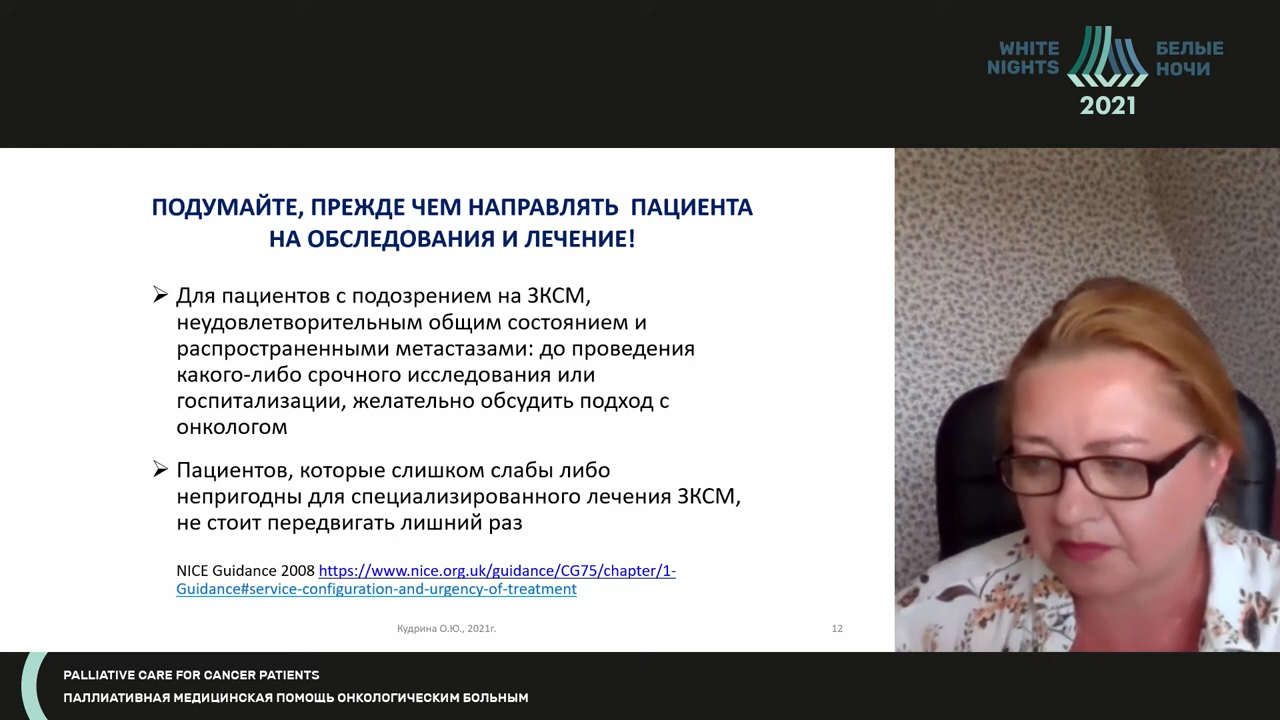 WHITE
NIGHTS
БЕЛЫЕ
НОЧИ
2021
ПОДУМАЙТЕ, ПРЕЖДЕ ЧЕМ НАПРАВЛЯТЬ ПАЦИЕНТА
НА ОБСЛЕДОВАНИЯ И ЛЕЧЕНИЕ!
➢ Для пациентов с подозрением на ЗКСМ,
неудовлетворительным общим состоянием и
распространенными метастазами: до проведения
какого-либо срочного исследования или
госпитализации, желательно обсудить подход с
онкологом
➢ Пациентов, которые слишком слабы либо
непригодны для специализированного лечения ЗКСМ,
не стоит передвигать лишний раз
NICE Guidance 2008 https://www.nice.org.uk/guidance/CG75/chapter/1-
Guidance#service-configuration-and-urgency-of-treatment
Кудрина О.Ю., 2021г.
12
PALLIATIVE CARE FOR CANCER PATIENTS
ПАЛЛИАТИВНАЯ МЕДИЦИНСКАЯ ПОМОЩЬ ОНКОЛОГИЧЕСКИМ БОЛЬНЫМ